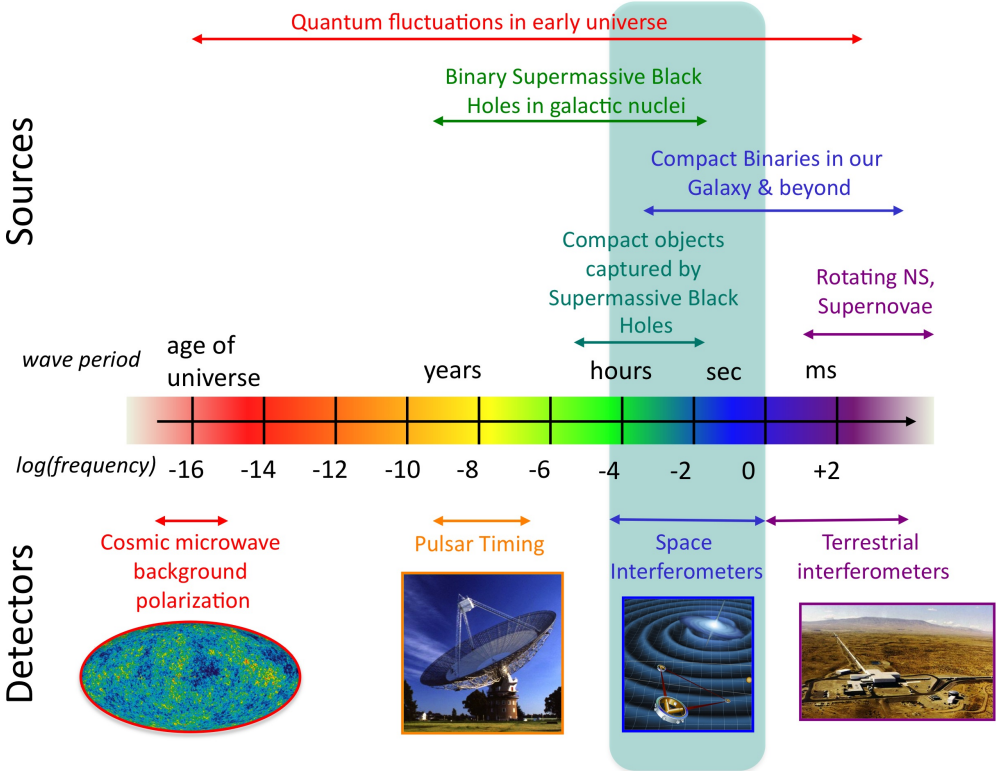 Quantum fluctuations in early universe
Binary Supermassive Black
Holes in galactic nuclei
Compact Binaries in our
Galaxy & beyond
Compact objects
captured by
Supermassive Black
Holes
Rotating NS,
Supernovae
Sources
wave period
age of
universe
years
hours
sec
ms
log(frequency)
-16
-14
-12
-10
-8
-6
-4
-2
0
+2
Detectors
Cosmic microwave
background
polarization
Pulsar Timing
Space
Interferometers
Terrestrial
interferometers